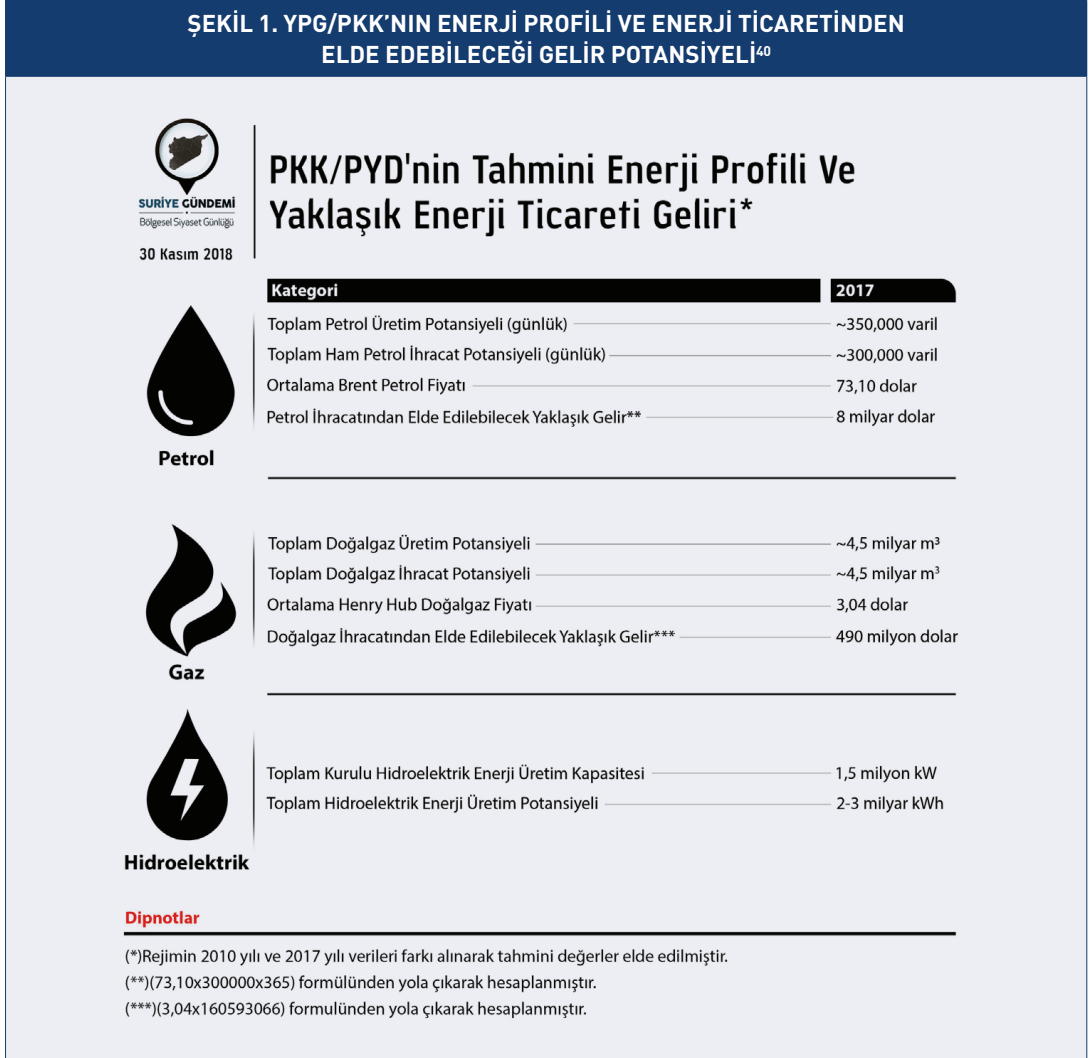 ŞEKİL 1. YPG/PKK’NIN ENERJİ PROFİLİ VE ENERJİ TİCARETİNDEN
ELDE EDEBİLECEĞİ GELİR POTANSİYELİ⁴⁰
SURİYE GÜNDEMİ
Bölgesel Siyaset Günlüğü
30 Kasım 2018
PKK/PYD'nin Tahmini Enerji Profili Ve
Yaklaşık Enerji Ticareti Geliri*
Kategori 2017
Toplam Petrol Üretim Potansiyeli (günlük) ~350,000 varil
Toplam Ham Petrol İhracat Potansiyeli (günlük) ~300,000 varil
Ortalama Brent Petrol Fiyatı 73,10 dolar
Petrol İhracatından Elde Edilebilecek Yaklaşık Gelir** 8 milyar dolar
Petrol
Toplam Doğalgaz Üretim Potansiyeli ~4,5 milyar m³
Toplam Doğalgaz İhracat Potansiyeli ~4,5 milyar m³
Ortalama Henry Hub Doğalgaz Fiyatı 3,04 dolar
Doğalgaz İhracatından Elde Edilebilecek Yaklaşık Gelir*** 490 milyon dolar
Gaz
Toplam Kurulu Hidroelektrik Enerji Üretim Kapasitesi 1,5 milyon kW
Toplam Hidroelektrik Enerji Üretim Potansiyeli 2-3 milyar kWh
Hidroelektrik
Dipnotlar
(*)Rejimin 2010 yılı ve 2017 yılı verileri farkı alınarak tahmini değerler elde edilmiştir.
(**)(73,10x300000x365) formülünden yola çıkarak hesaplanmıştır.
(***)(3,04x160593066) formulünden yola çıkarak hesaplanmıştır.